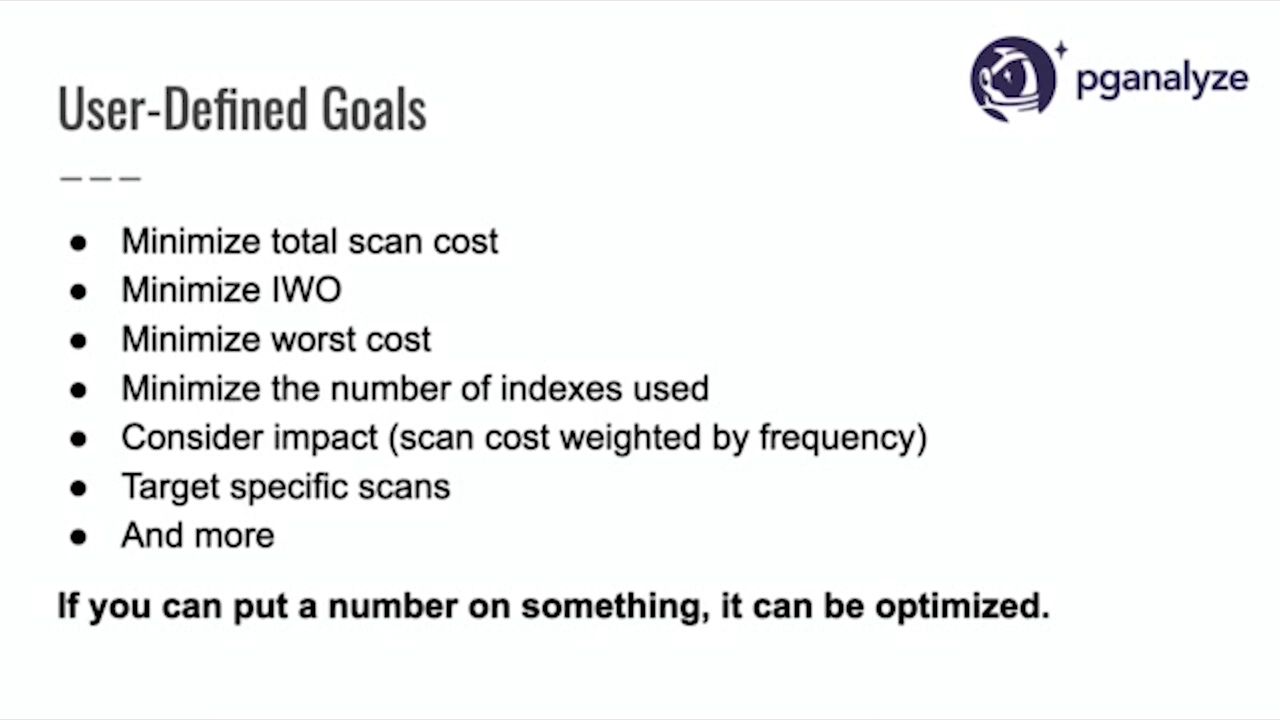 pganalyze
User-Defined Goals
● Minimize total scan cost
● Minimize IWO
● Minimize worst cost
● Minimize the number of indexes used
● Consider impact (scan cost weighted by frequency)
● Target specific scans
● And more
If you can put a number on something, it can be optimized.